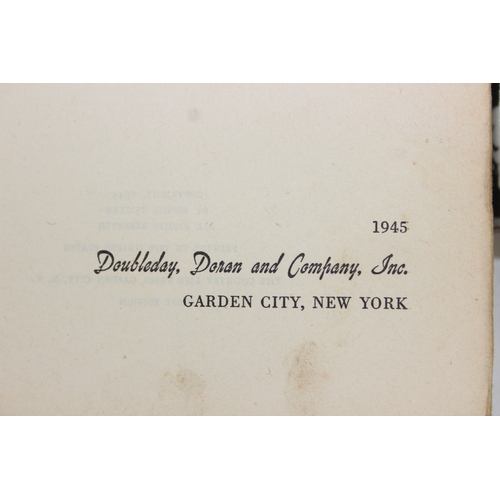 1945
Doubleday, Doran and Company, Inc.
GARDEN CITY, NEW YORK